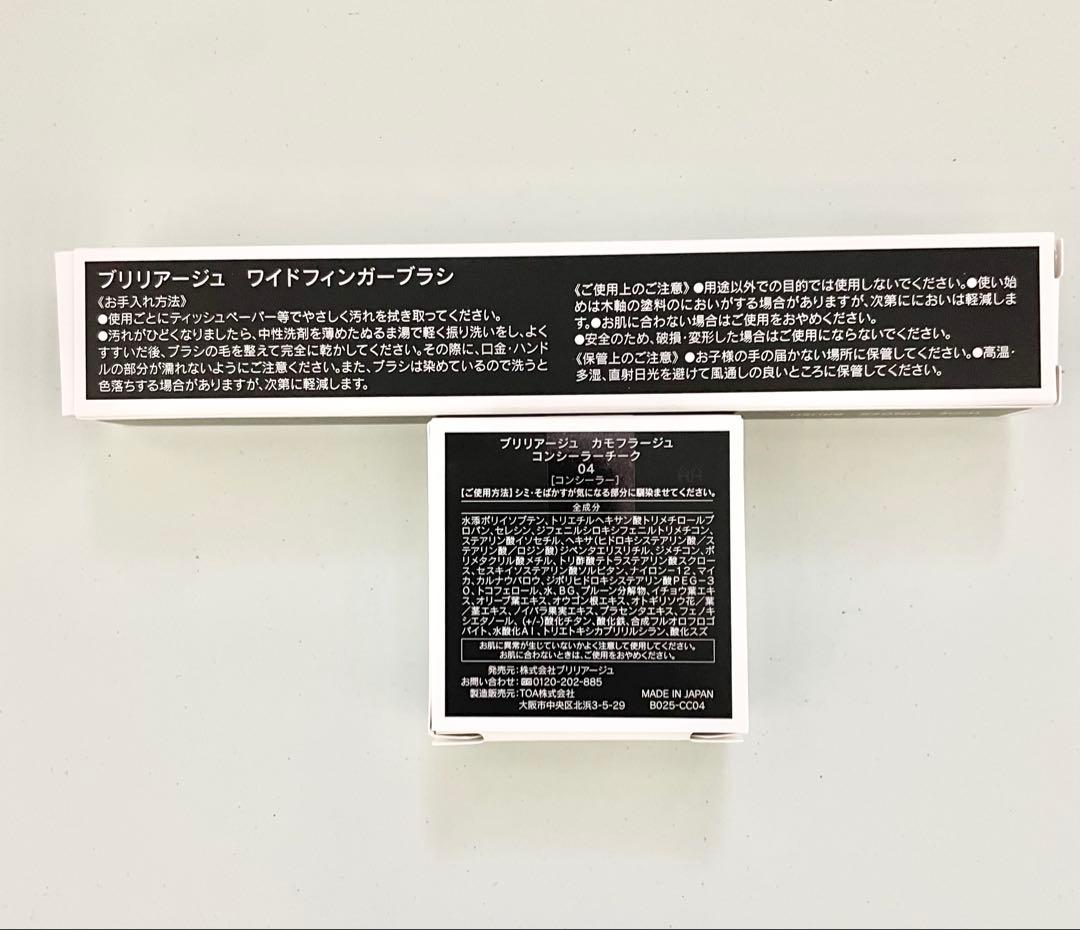 ブリリアージュ　ワイドフィンガーブラシ
《お手入れ方法》
●使用ごとにティッシュペーパー等でやさしく汚れを拭き取ってください。
●汚れがひどくなりましたら、中性洗剤を薄めたぬるま湯で軽く振り洗いをし、よく
すすいだ後、ブラシの毛を整えて完全に乾かしてください。その際に、口金・ハンド
ルの部分が濡れないようにご注意ください。また、ブラシは染めているので洗うと
色落ちする場合がありますが、次第に軽減します。
《ご使用上のご注意》●用途以外での目的では使用しないでください。●使い始
めは木軸の塗料のにおいがする場合がありますが、次第ににおいは軽減しま
す。●お肌に合わない場合はご使用をおやめください。
●安全のため、破損・変形した場合はご使用にならないでください。
《保管上のご注意》●お子様の手の届かない場所に保管してください。●高温・
多湿、直射日光を避けて風通しの良いところに保管してください。
ブリリアージュ　カモフラージュ
コンシーラーチーク
04
[コンシーラー]
【ご使用方法】シミ・そばかすが気になる部分に馴染ませてください。
全成分
水添ポリイソブテン、トリエチルヘキサン酸トリメチロールプ
ロパン、セレシン、ジフェニルシロキシフェニルトリメチコン、
ステアリン酸イソセチル、ヘキサ(ヒドロキシステアリン酸／ス
テアリン酸／ロジン酸)ジペンタエリスリチル、ジメチコン、ポ
リメタクリル酸メチル、トリ酢酸テトラステアリン酸スクロー
ス、セスキイソステアリン酸ソルビタン、ナイロン－12、マイ
カ、カルナウバロウ、ジポリヒドロキシステアリン酸PEG－3
0、トコフェロール、水、BG、プルーン分解物、イチョウ葉エキ
ス、オリーブ葉エキス、オウゴン根エキス、オトギリソウ花／葉
／茎エキス、ノイバラ果実エキス、プラセンタエキス、フェノキ
シエタノール、(+/-)酸化チタン、酸化鉄、合成フルオロフロゴ
パイト、水酸化Al、トリエトキシカプリリルシラン、酸化スズ
お肌に異常が生じていないかよく注意して使用してください。
お肌に合わないときは、ご使用をおやめください。
発売元：株式会社ブリリアージュ
お問い合わせ：0120-202-885
製造販売元：TOA株式会社
大阪市中央区北浜3-5-29
MADE IN JAPAN
B025-CC04